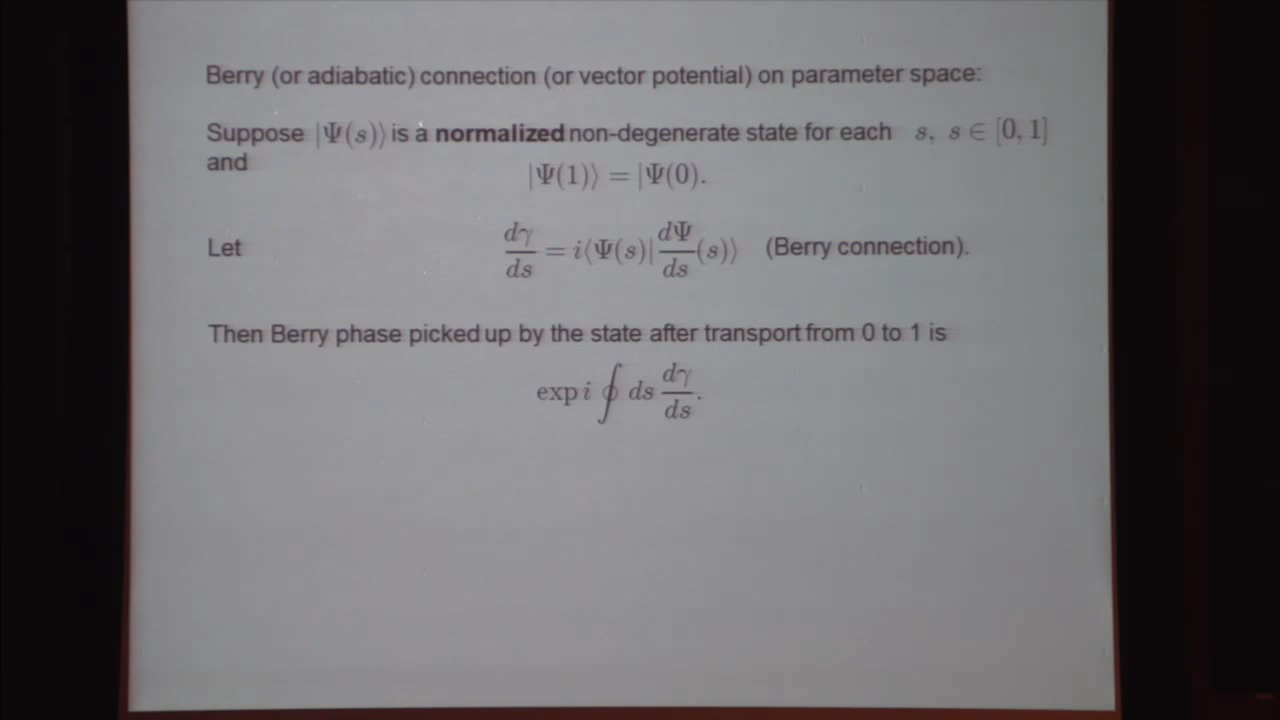 Berry (or adiabatic) connection (or vector potential) on parameter space:
Suppose |Ψ(s)⟩ is a normalized non-degenerate state for each s, s ∈ [0, 1]
and
|Ψ(1)⟩ = |Ψ(0).
Let dγ/ds = i⟨Ψ(s)|dΨ/ds(s)⟩ (Berry connection).
Then Berry phase picked up by the state after transport from 0 to 1 is
exp i ∮ ds dγ/ds.